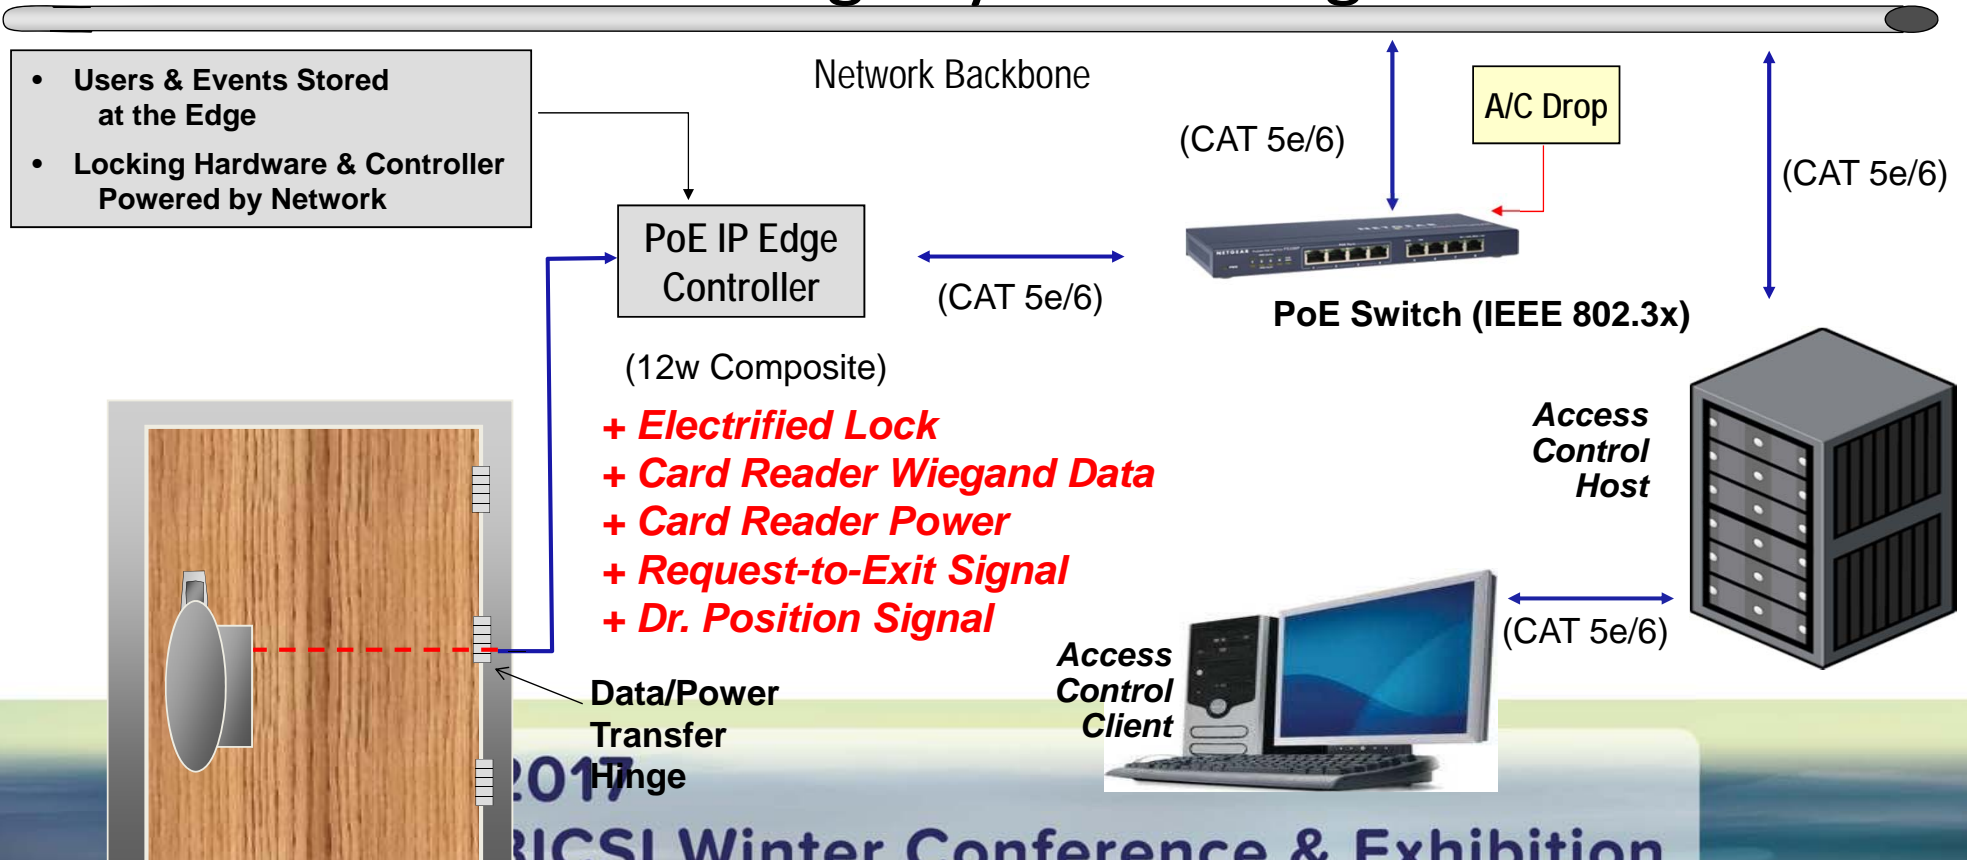 Network Backbone
• Users & Events Stored
at the Edge
• Locking Hardware & Controller
Powered by Network
(CAT 5e/6)
A/C Drop
(CAT 5e/6)
PoE IP Edge
Controller
(CAT 5e/6)
NETGEAR
PoE Switch (IEEE 802.3x)
(12w Composite)
+ Electrified Lock
+ Card Reader Wiegand Data
+ Card Reader Power
+ Request-to-Exit Signal
+ Dr. Position Signal
Access
Control
Host
(CAT 5e/6)
Access
Control
Client
Data/Power
Transfer
Hinge
2017
BICSI Winter Conference & Exhibition